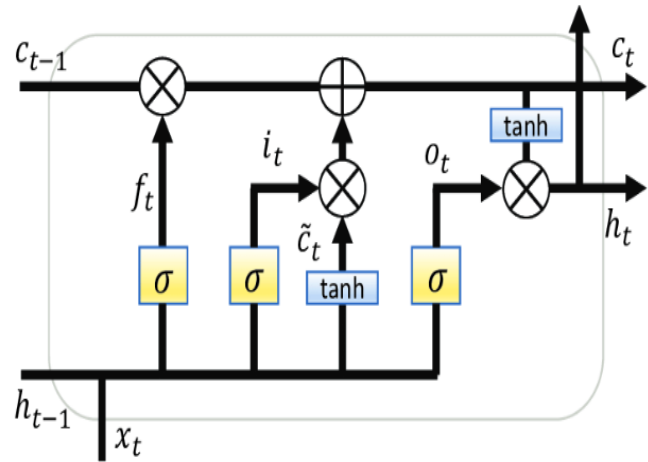 c_{t−1} c_t
tanh
i_t o_t
f_t
c̃_t h_t
σ σ tanh σ
h_{t−1}
x_t